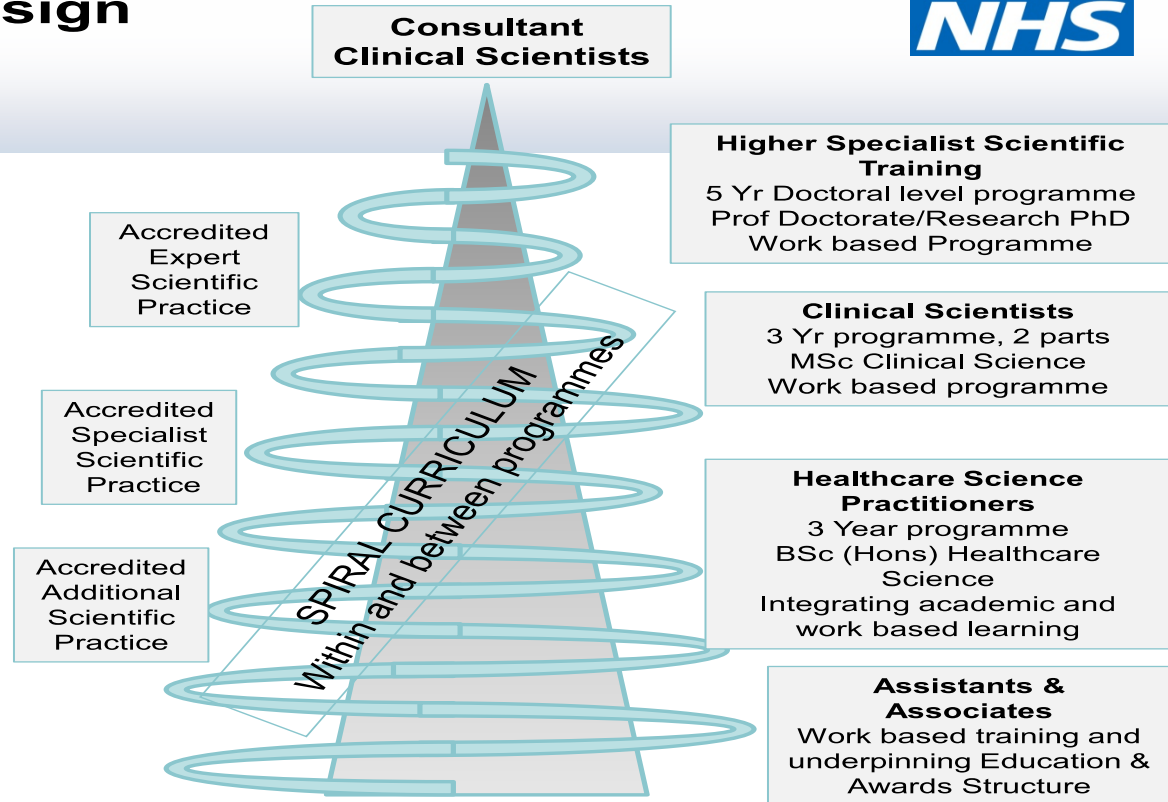 sign
Consultant
Clinical Scientists
NHS
Higher Specialist Scientific
Training
5 Yr Doctoral level programme
Prof Doctorate/Research PhD
Work based Programme
Accredited
Expert
Scientific
Practice
Clinical Scientists
3 Yr programme, 2 parts
MSc Clinical Science
Work based programme
SPIRAL CURRICULUM
Within and between programmes
Accredited
Specialist
Scientific
Practice
Healthcare Science
Practitioners
3 Year programme
BSc (Hons) Healthcare
Science
Integrating academic and
work based learning
Accredited
Additional
Scientific
Practice
Assistants &
Associates
Work based training and
underpinning Education &
Awards Structure